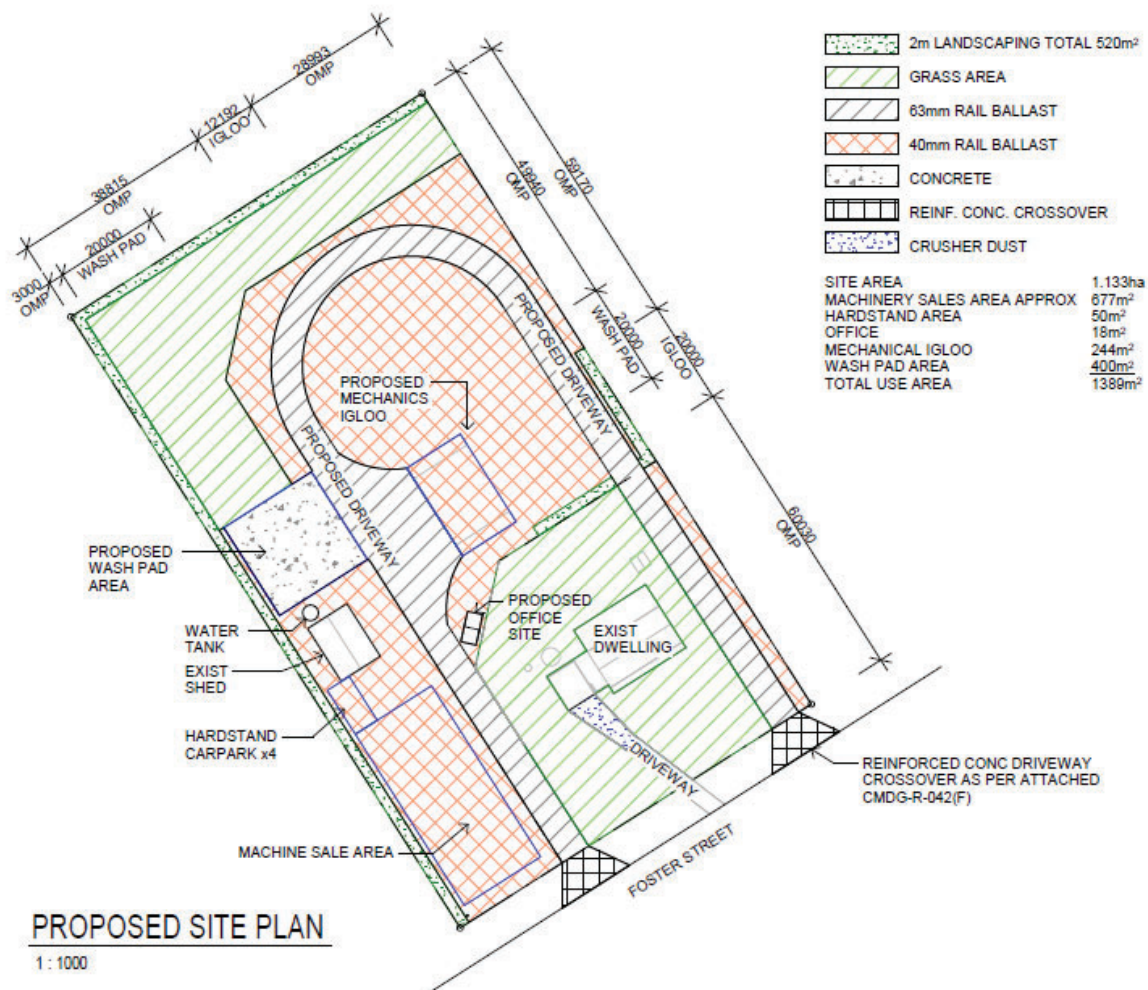 28993
OMP
12192
IGLOO
38815
OMP
20000
WASH PAD
3000
OMP
49940
OMP
59170
OMP
20000
WASH PAD
20000
IGLOO
60030
OMP
2m LANDSCAPING TOTAL 520m²
GRASS AREA
63mm RAIL BALLAST
40mm RAIL BALLAST
CONCRETE
REINF. CONC. CROSSOVER
CRUSHER DUST
SITE AREA 1.133ha
MACHINERY SALES AREA APPROX 677m²
HARDSTAND AREA 50m²
OFFICE 18m²
MECHANICAL IGLOO 244m²
WASH PAD AREA 400m²
TOTAL USE AREA 1389m²
PROPOSED DRIVEWAY
PROPOSED
MECHANICS
IGLOO
PROPOSED DRIVEWAY
PROPOSED
WASH PAD
AREA
WATER
TANK
EXIST
SHED
HARDSTAND
CARPARK x4
MACHINE SALE AREA
PROPOSED
OFFICE
SITE
EXIST
DWELLING
DRIVEWAY
FOSTER STREET
REINFORCED CONC DRIVEWAY
CROSSOVER AS PER ATTACHED
CMDG-R-042(F)
PROPOSED SITE PLAN
1 : 1000